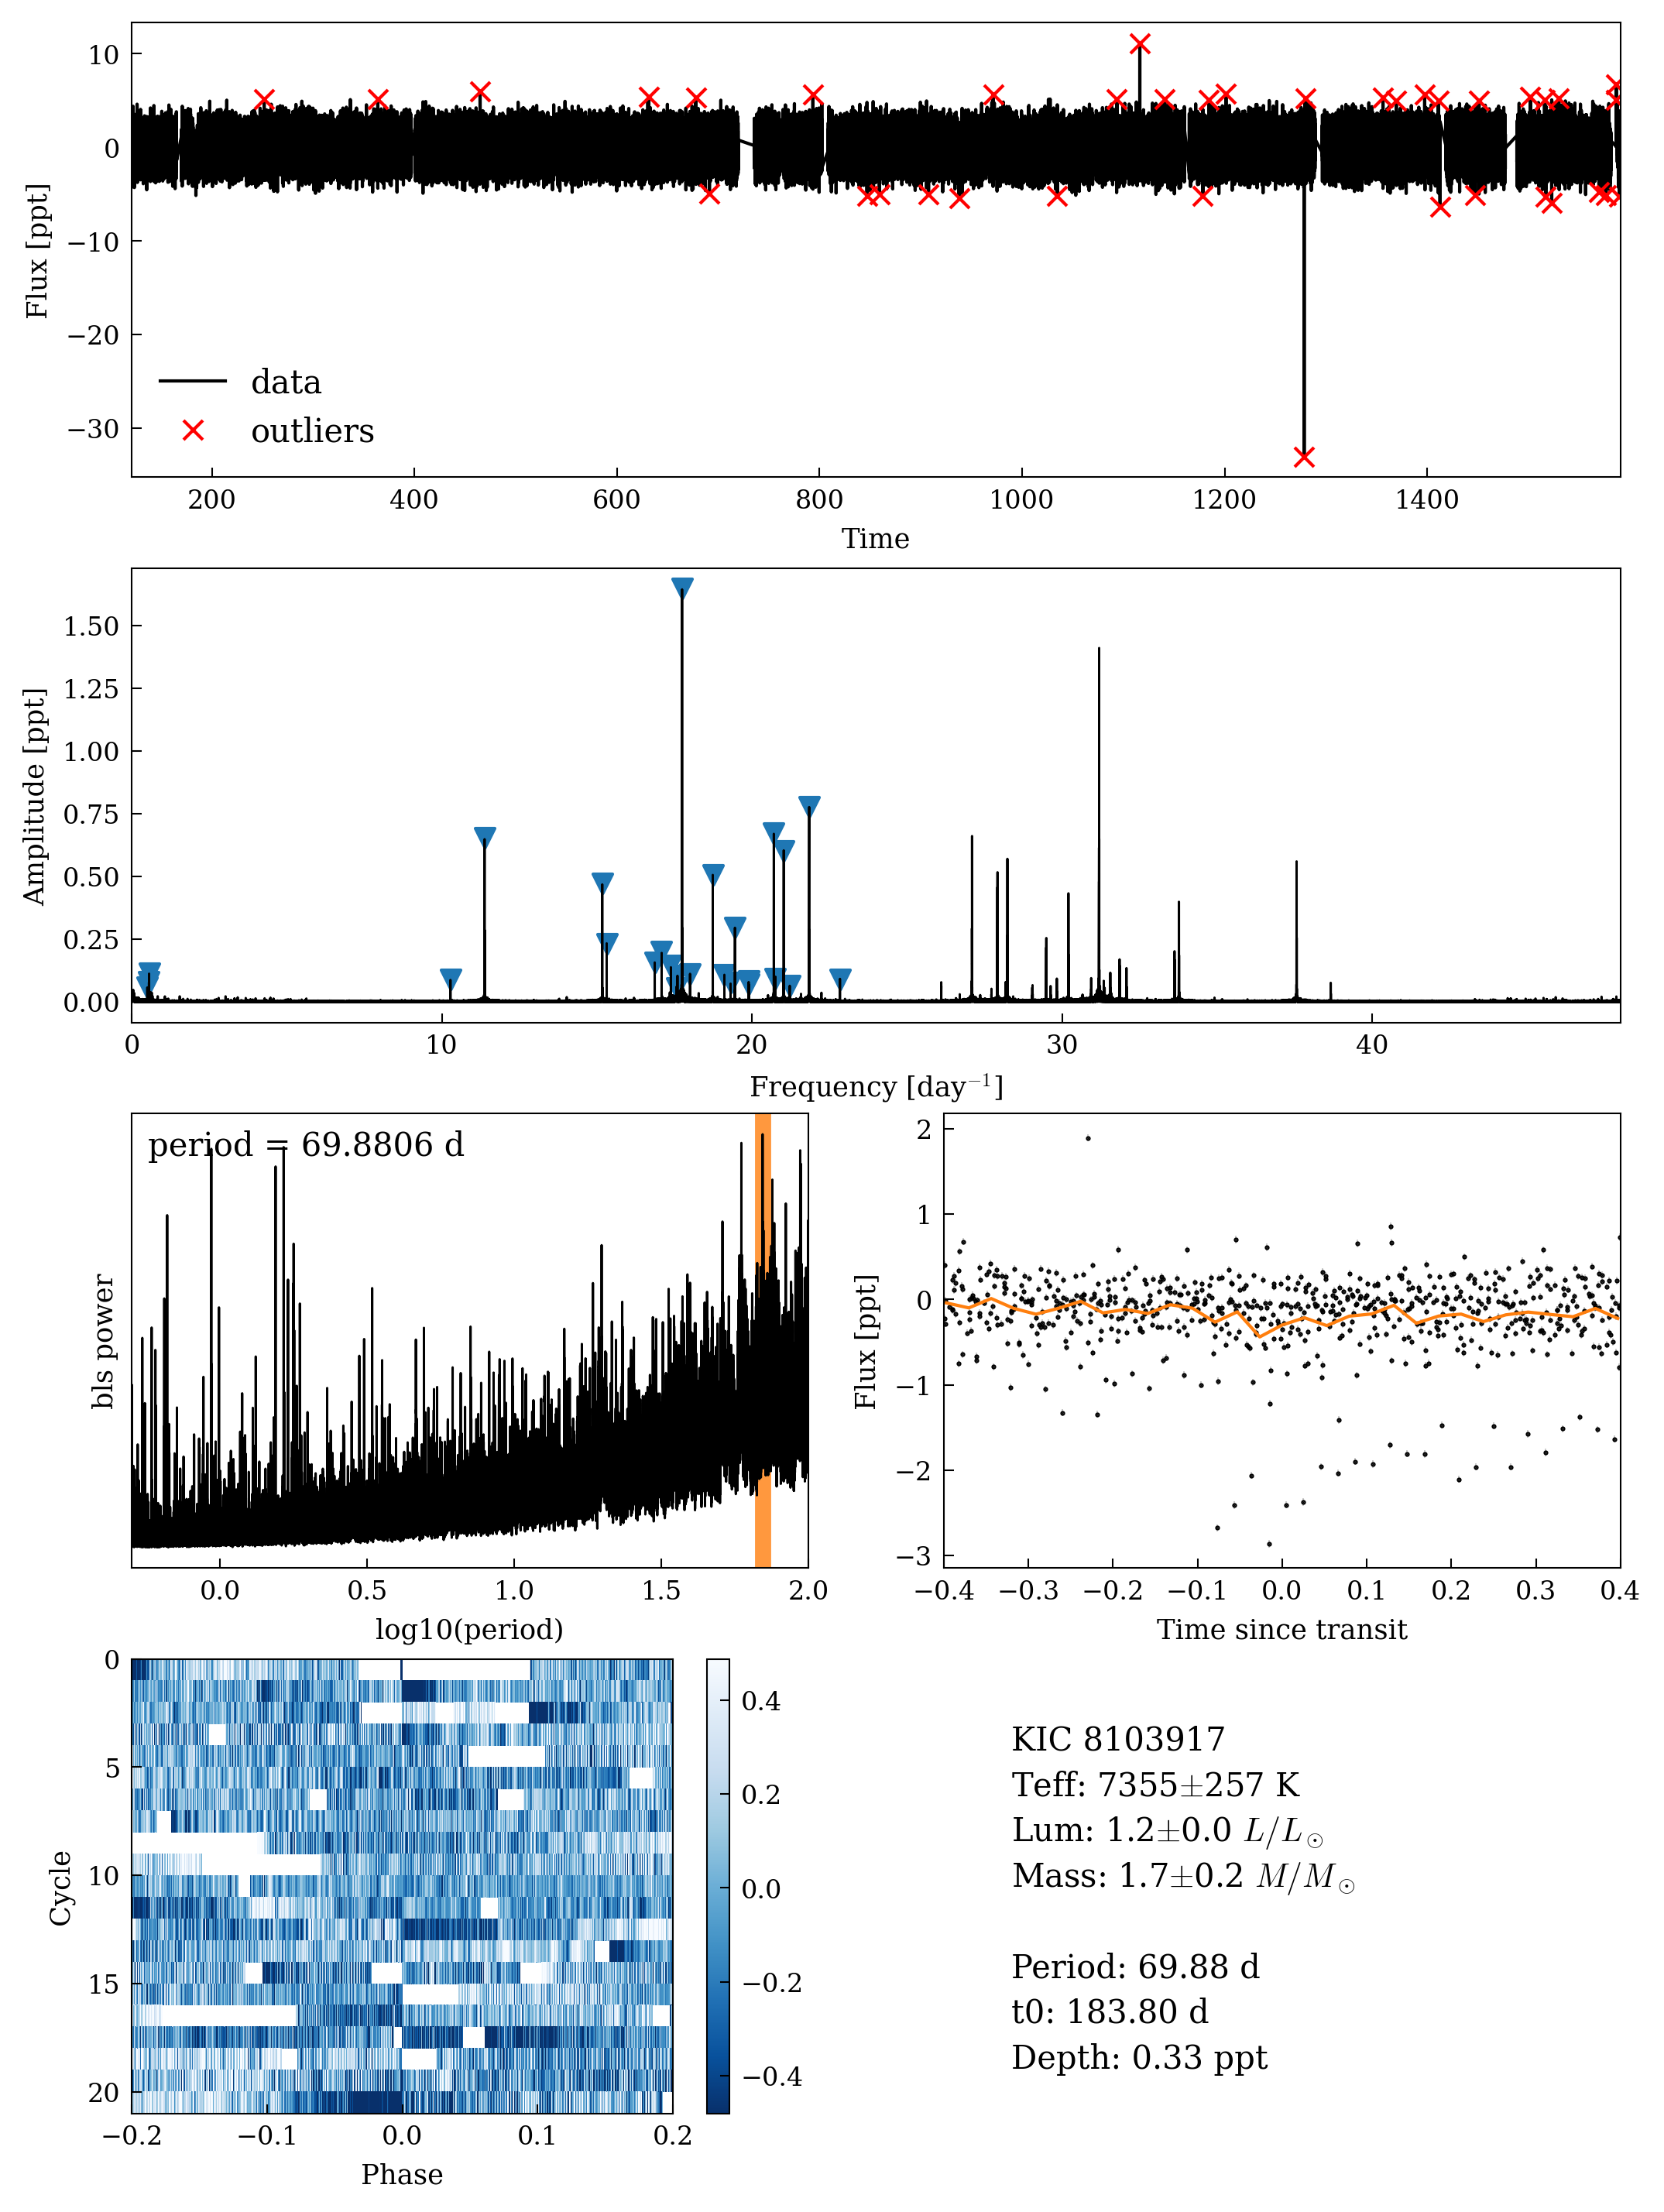 10
0
−10
−20
−30
Flux [ppt]
data
outliers
200 400 600 800 1000 1200 1400
Time
1.50
1.25
1.00
0.75
0.50
0.25
0.00
Amplitude [ppt]
0 10 20 30 40
Frequency [day⁻¹]
period = 69.8806 d
bls power
0.0 0.5 1.0 1.5 2.0
log10(period)
2
1
0
−1
−2
−3
Flux [ppt]
−0.4 −0.3 −0.2 −0.1 0.0 0.1 0.2 0.3 0.4
Time since transit
0
5
10
15
20
Cycle
−0.2 −0.1 0.0 0.1 0.2
Phase
0.4
0.2
0.0
−0.2
−0.4
KIC 8103917
Teff: 7355±257 K
Lum: 1.2±0.0 L/L⊙
Mass: 1.7±0.2 M/M⊙
Period: 69.88 d
t0: 183.80 d
Depth: 0.33 ppt